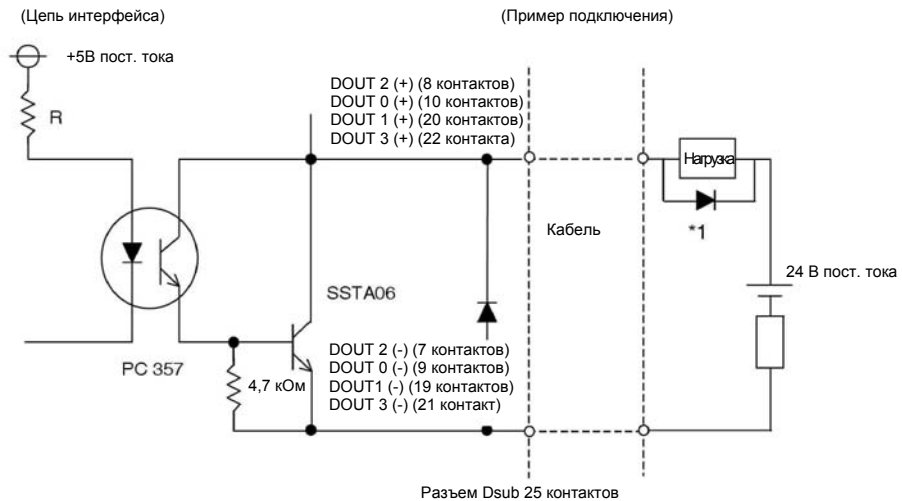 (Цепь интерфейса)
(Пример подключения)
+5В пост. тока
R
DOUT 2 (+) (8 контактов)
DOUT 0 (+) (10 контактов)
DOUT 1 (+) (20 контактов)
DOUT 3 (+) (22 контакта)
Нагрузка
*1
Кабель
24 В пост. тока
SSTA06
PC 357
4,7 кОм
DOUT 2 (-) (7 контактов)
DOUT 0 (-) (9 контактов)
DOUT1 (-) (19 контактов)
DOUT 3 (-) (21 контакт)
Разъем Dsub 25 контактов